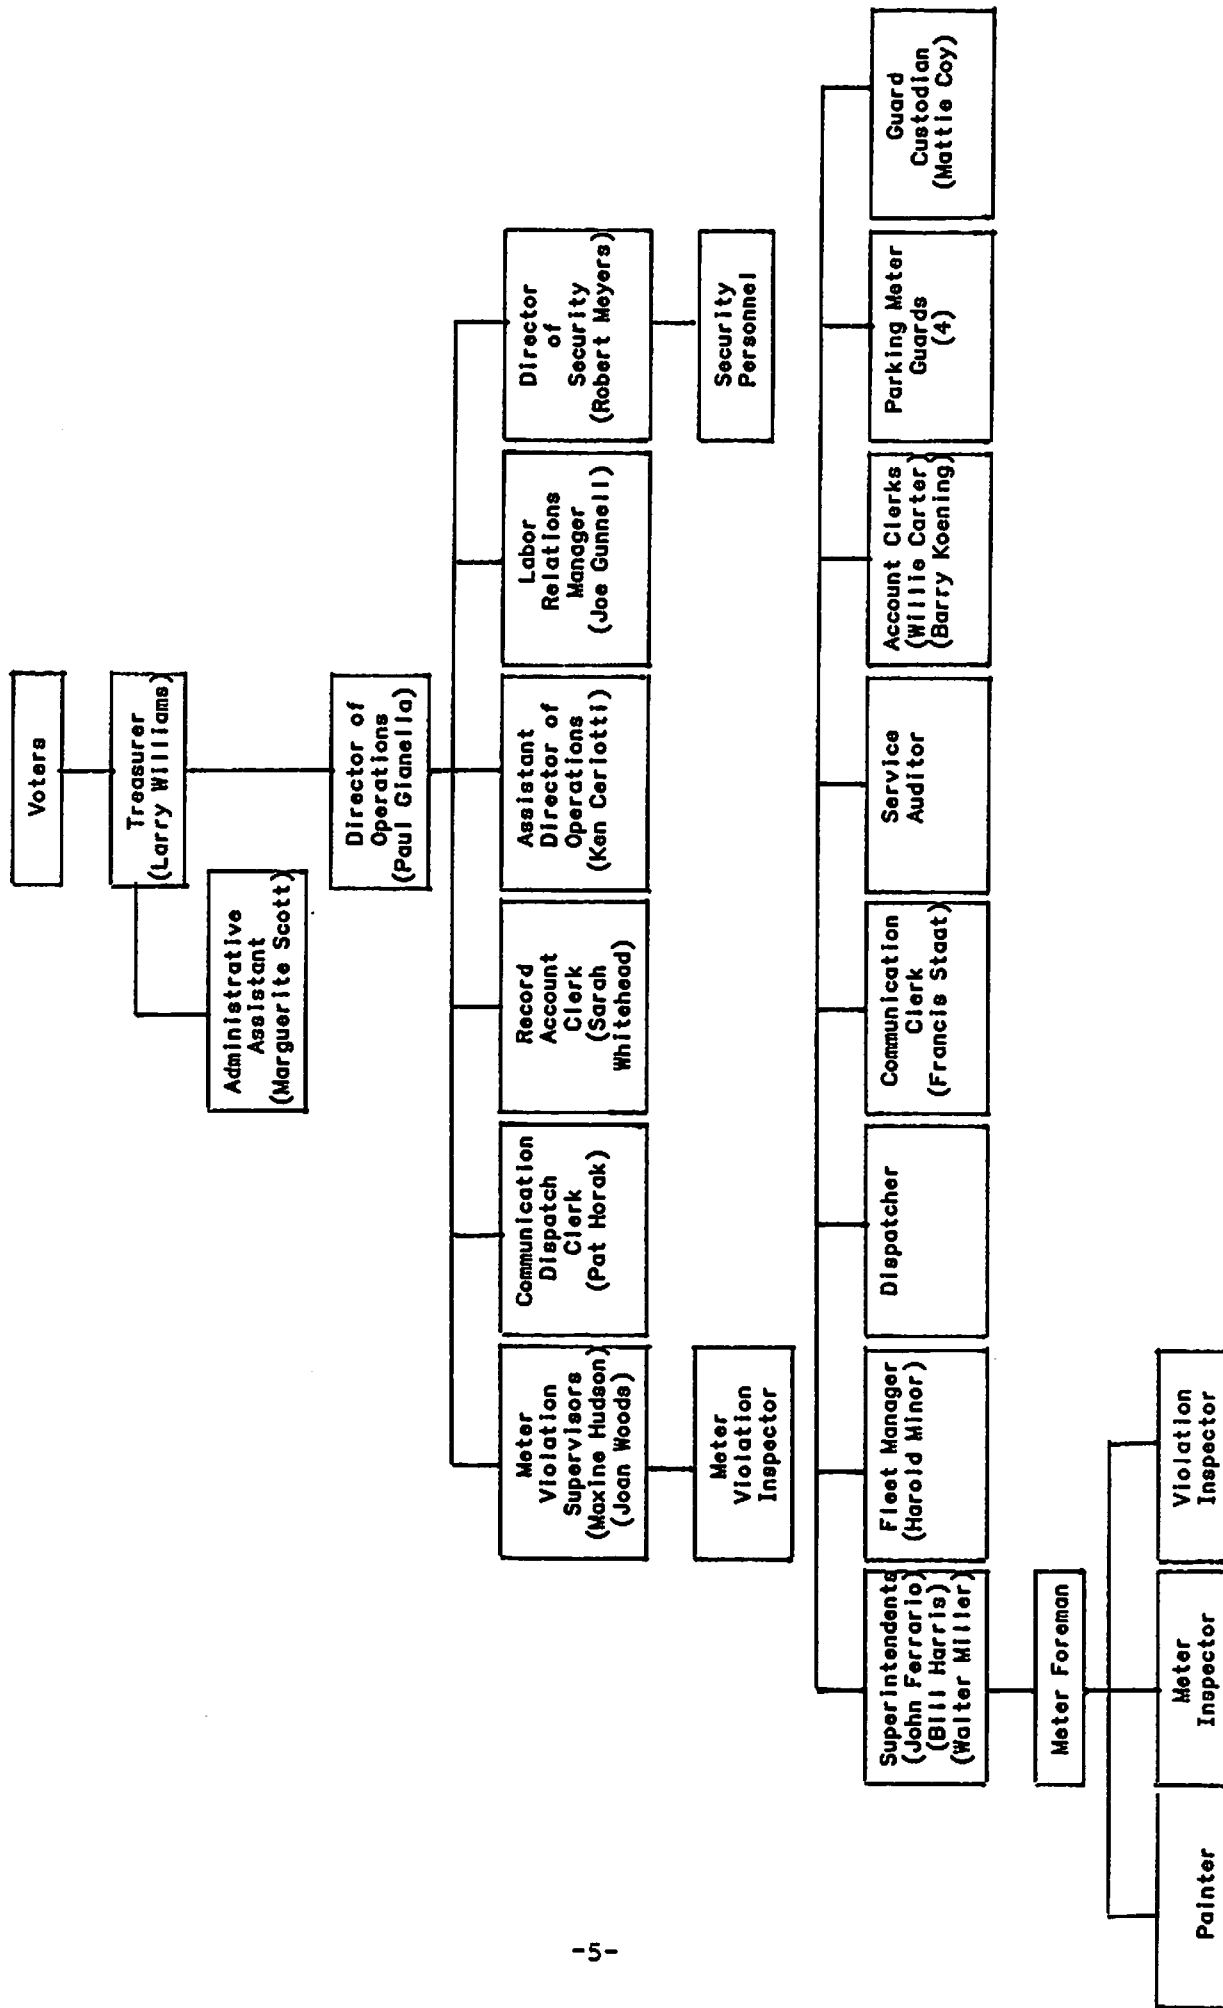 Voters
Treasurer
(Larry Williams)
Administrative
Assistant
(Marguerite Scott)
Director of
Operations
(Paul Gianella)
Meter
Violation
Supervisors
(Maxine Hudson)
(Joan Woods)
Communication
Dispatch
Clerk
(Pat Horak)
Record
Account
Clerk
(Sarah
Whitehead)
Assistant
Director of
Operations
(Ken Ceriotti)
Labor
Relations
Manager
(Joe Gunnell)
Director
of
Security
(Robert Meyers)
Meter
Violation
Inspector
Security
Personnel
Superintendents
(John Ferrario)
(Bill Harris)
(Walter Miller)
Fleet Manager
(Harold Minor)
Dispatcher
Communication
Clerk
(Francis Staat)
Service
Auditor
Account Clerks
(Willie Carter)
(Barry Koening)
Parking Meter
Guards
(4)
Guard
Custodian
(Mattie Coy)
Meter Foreman
Painter
Meter
Inspector
Violation
Inspector
-5-